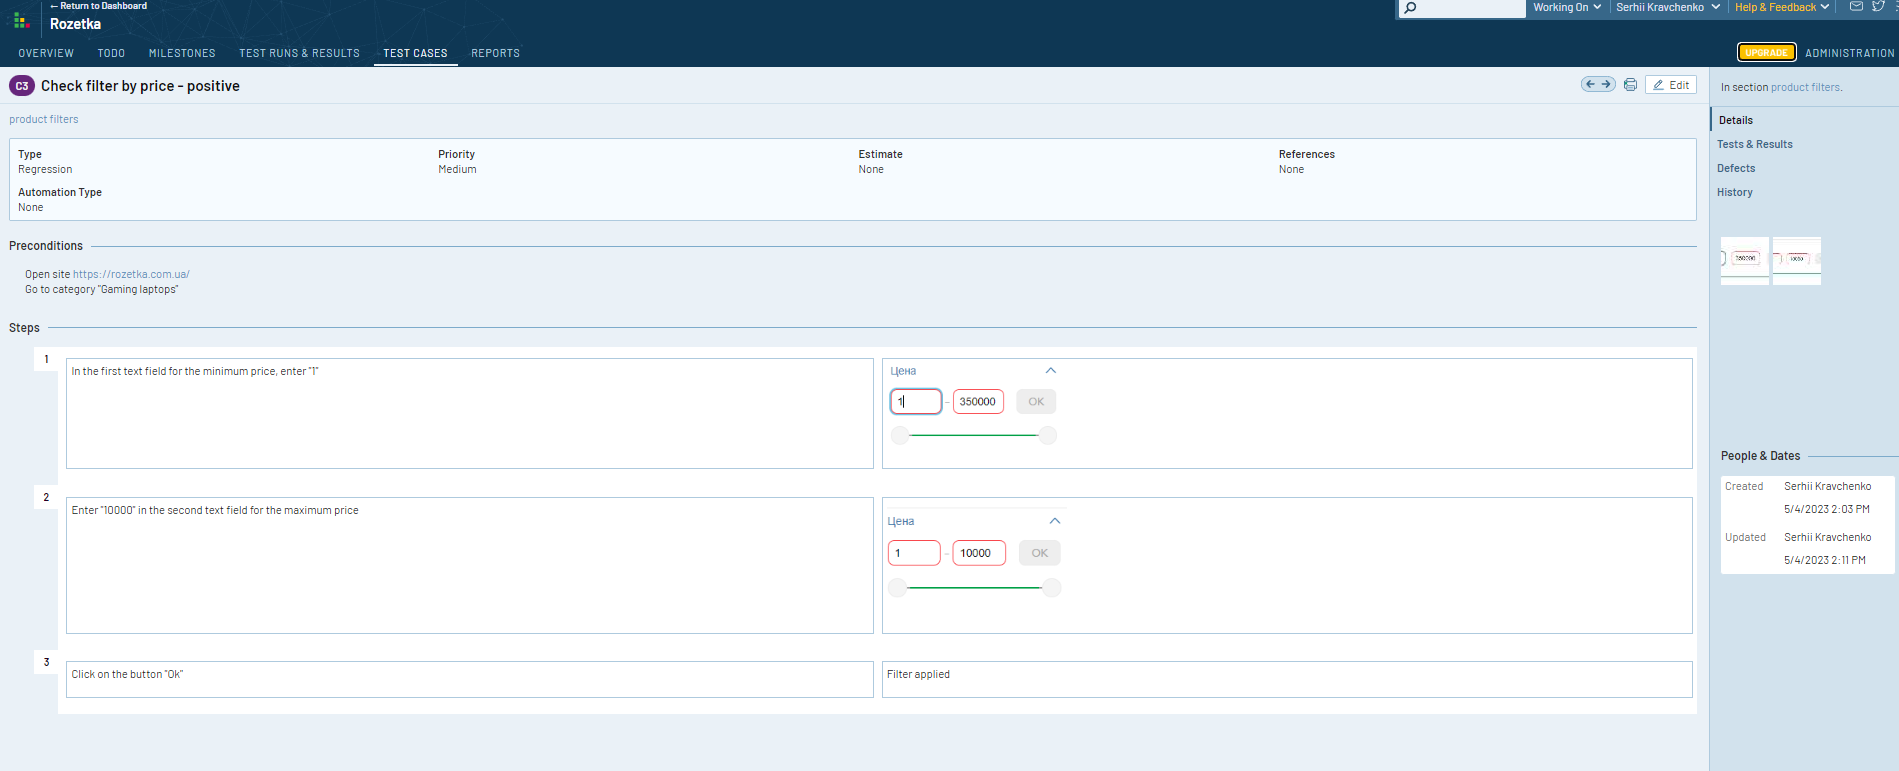 ← Return to Dashboard
Rozetka
Working On
Serhii Kravchenko
Help & Feedback
OVERVIEW TODO MILESTONES TEST RUNS & RESULTS TEST CASES REPORTS
UPGRADE ADMINISTRATION
C3 Check filter by price - positive
Edit
In section product filters.
product filters
Details
Tests & Results
Defects
History
Type
Regression
Priority
Medium
Estimate
None
References
None
Automation Type
None
Preconditions
Open site https://rozetka.com.ua/
Go to category "Gaming laptops"
350000
10000
Steps
1
In the first text field for the minimum price, enter "1"
Цена
1 - 350000 OK
2
Enter "10000" in the second text field for the maximum price
Цена
1 - 10000 OK
3
Click on the button "Ok"
Filter applied
People & Dates
Created Serhii Kravchenko
5/4/2023 2:03 PM
Updated Serhii Kravchenko
5/4/2023 2:11 PM